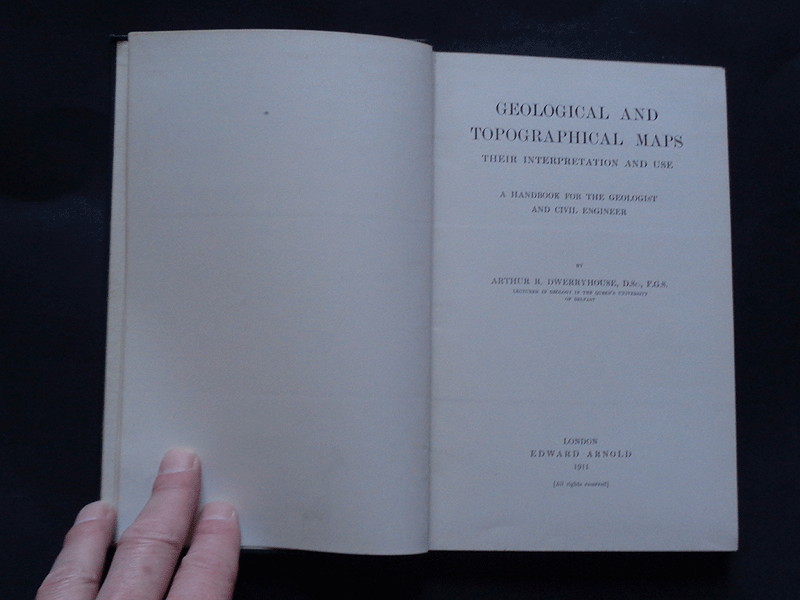 GEOLOGICAL AND
TOPOGRAPHICAL MAPS
THEIR INTERPRETATION AND USE
A HANDBOOK FOR THE GEOLOGIST
AND CIVIL ENGINEER
BY
ARTHUR R. DWERRYHOUSE, D.Sc., F.G.S.
LECTURER IN GEOLOGY IN THE QUEEN'S UNIVERSITY
OF BELFAST
LONDON
EDWARD ARNOLD
1911
[All rights reserved]